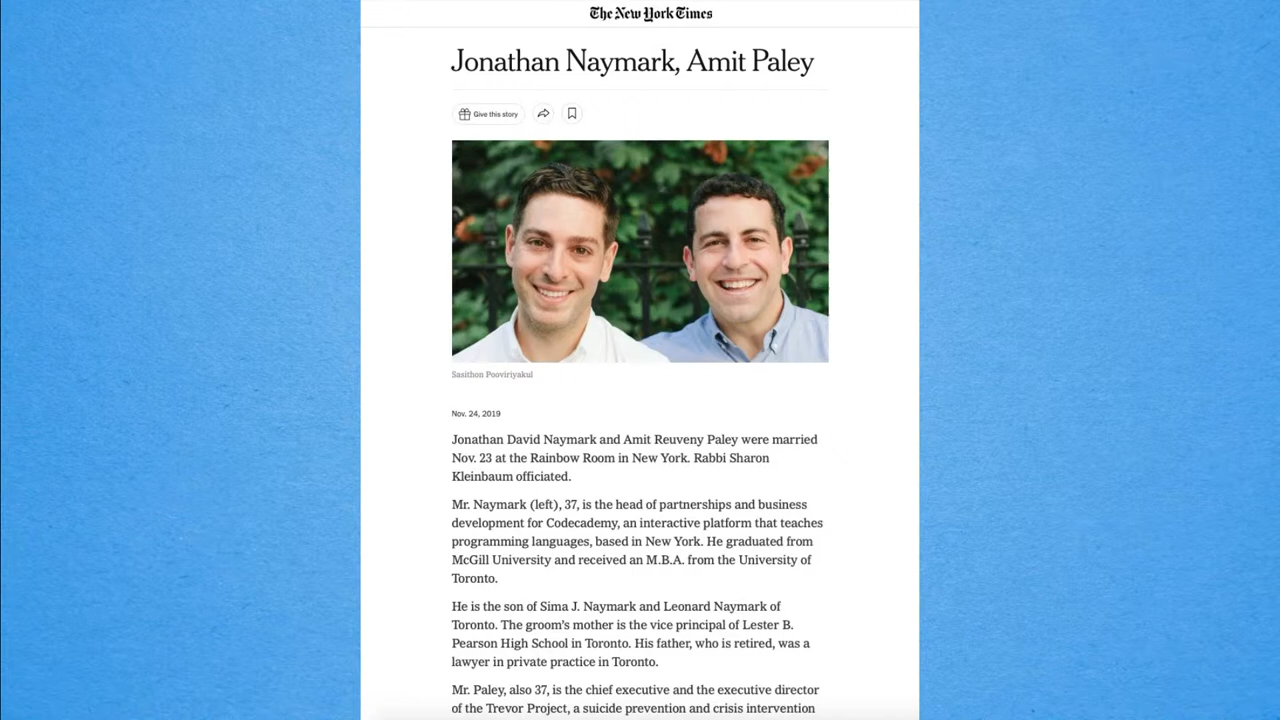 The New York Times
Jonathan Naymark, Amit Paley
Give this story
Sasithon Pooviriyakul
Nov. 24, 2019
Jonathan David Naymark and Amit Reuveny Paley were married
Nov. 23 at the Rainbow Room in New York. Rabbi Sharon
Kleinbaum officiated.
Mr. Naymark (left), 37, is the head of partnerships and business
development for Codecademy, an interactive platform that teaches
programming languages, based in New York. He graduated from
McGill University and received an M.B.A. from the University of
Toronto.
He is the son of Sima J. Naymark and Leonard Naymark of
Toronto. The groom’s mother is the vice principal of Lester B.
Pearson High School in Toronto. His father, who is retired, was a
lawyer in private practice in Toronto.
Mr. Paley, also 37, is the chief executive and the executive director
of the Trevor Project, a suicide prevention and crisis intervention